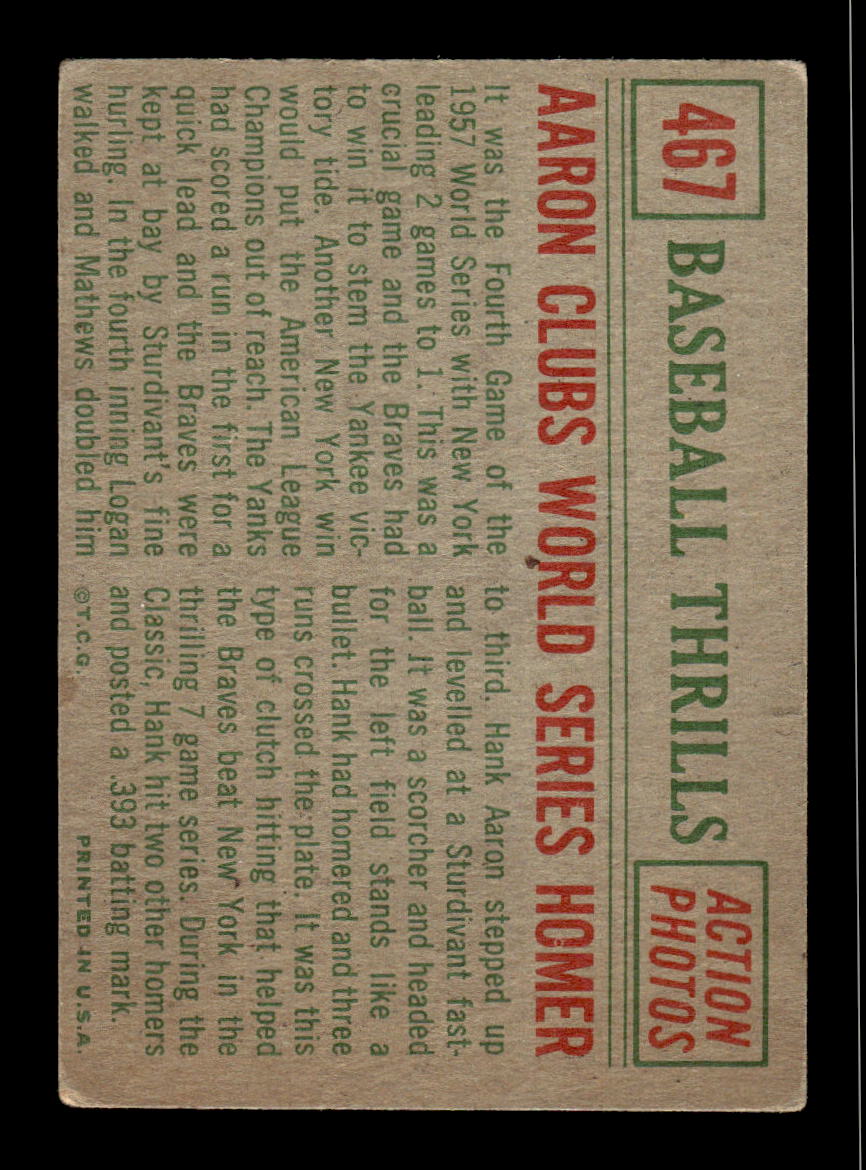 467 BASEBALL THRILLS ACTION PHOTOS
AARON CLUBS WORLD SERIES HOMER
It was the Fourth Game of the
1957 World Series with New York
leading 2 games to 1. This was a
crucial game and the Braves had
to win it to stem the Yankee vic-
tory tide. Another New York win
would put the American League
Champions out of reach. The Yanks
had scored a run in the first for a
quick lead and the Braves were
kept at bay by Sturdivant's fine
hurling. In the fourth inning Logan
walked and Mathews doubled him
to third. Hank Aaron stepped up
and levelled at a Sturdivant fast-
ball. It was a scorcher and headed
for the left field stands like a
bullet. Hank had homered and three
runs crossed the plate. It was this
type of clutch hitting that helped
the Braves beat New York in the
thrilling 7 game series. During the
Classic, Hank hit two other homers
and posted a .393 batting mark.
©T.C.G. PRINTED IN U.S.A.